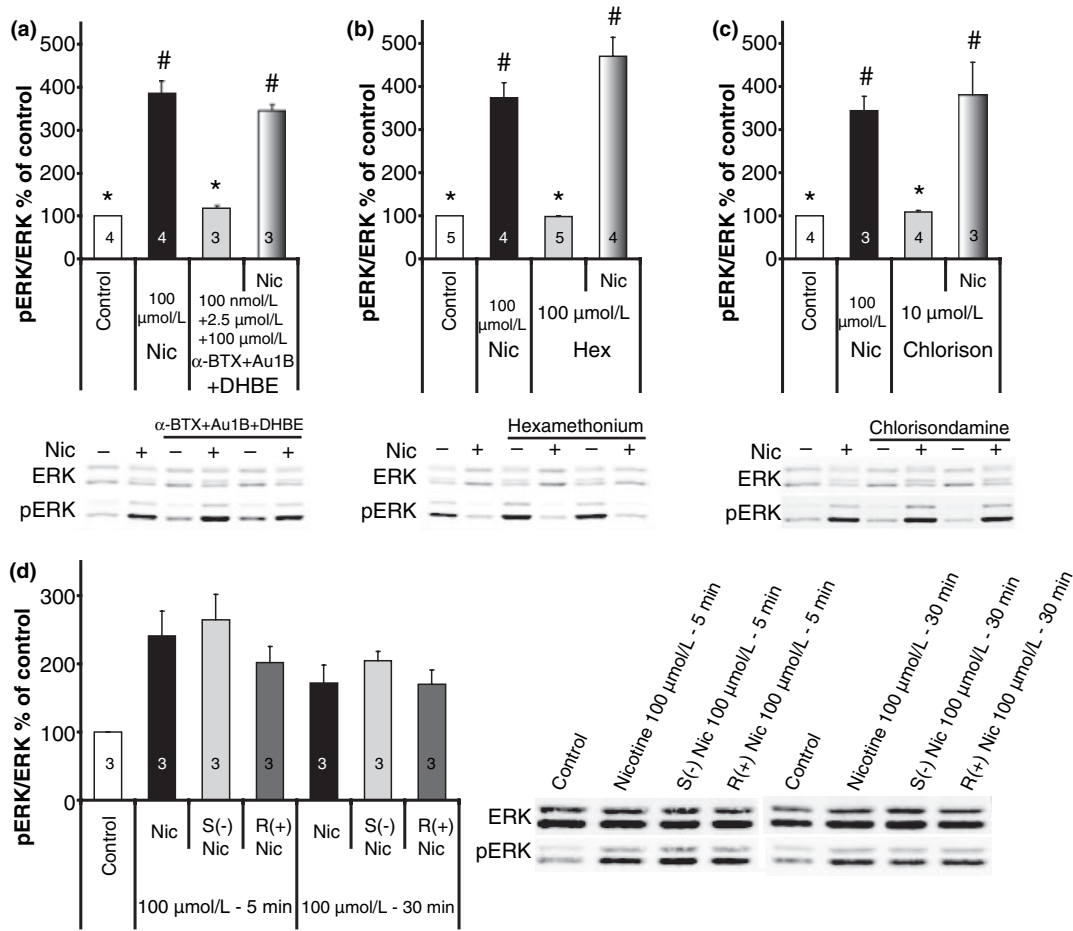 (a)
pERK/ERK % of control
500
400
300
200
100
0
*
#
*
#
4
4
3
3
Control
100
µmol/L
Nic
Nic
100 nmol/L
+2.5 µmol/L
+100 µmol/L
α-BTX+Au1B
+DHBE
α-BTX+Au1B+DHBE
Nic – + – + – +
ERK
pERK
(b)
pERK/ERK % of control
500
400
300
200
100
0
*
#
*
#
5
4
5
4
Control
100
µmol/L
Nic
Nic
100 µmol/L
Hex
Hexamethonium
Nic – + – + – +
ERK
pERK
(c)
pERK/ERK % of control
500
400
300
200
100
0
*
#
*
#
4
3
4
3
Control
100
µmol/L
Nic
Nic
10 µmol/L
Chlorison
Chlorisondamine
Nic – + – + – +
ERK
pERK
(d)
pERK/ERK % of control
300
200
100
0
3
3
3
3
3
3
3
Control
Nic
S(-)
Nic
R(+)
Nic
Nic
S(-)
Nic
R(+)
Nic
100 µmol/L - 5 min
100 µmol/L - 30 min
Control
Nicotine 100 µmol/L - 5 min
S(-) Nic 100 µmol/L - 5 min
R(+) Nic 100 µmol/L - 5 min
Control
Nicotine 100 µmol/L - 30 min
S(-) Nic 100 µmol/L - 30 min
R(+) Nic 100 µmol/L - 30 min
ERK
pERK